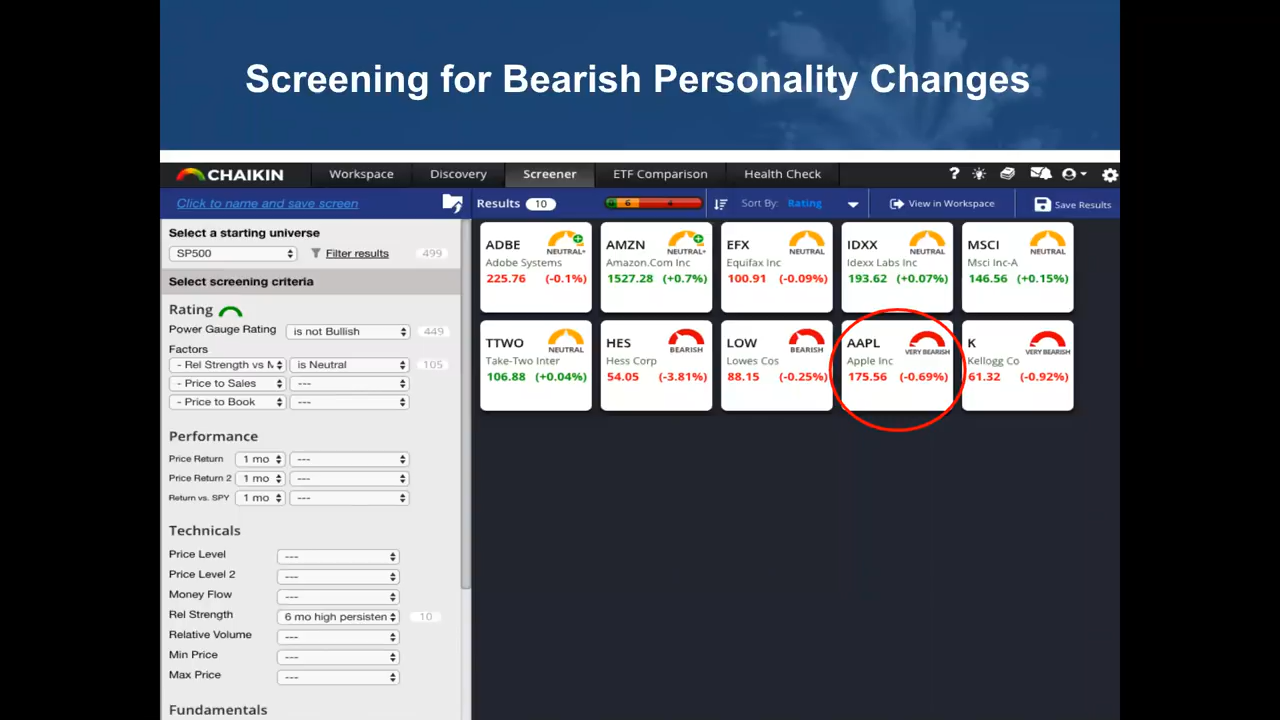 Screening for Bearish Personality Changes
CHAIKIN Workspace Discovery Screener ETF Comparison Health Check ?
Click to name and save screen
Results 10 6 4 Sort By: Rating View in Workspace Save Results
Select a starting universe
SP500 Filter results 499
Select screening criteria
Rating
Power Gauge Rating is not Bullish 449
Factors
- Rel Strength vs M is Neutral 105
- Price to Sales ---
- Price to Book ---
Performance
Price Return 1 mo ---
Price Return 2 1 mo ---
Return vs. SPY 1 mo ---
Technicals
Price Level ---
Price Level 2 ---
Money Flow ---
Rel Strength 6 mo high persisten 10
Relative Volume ---
Min Price ---
Max Price ---
Fundamentals
ADBE NEUTRAL+
Adobe Systems
225.76 (-0.1%)
AMZN NEUTRAL+
Amazon.Com Inc
1527.28 (+0.7%)
EFX NEUTRAL
Equifax Inc
100.91 (-0.09%)
IDXX NEUTRAL
Idexx Labs Inc
193.62 (+0.07%)
MSCI NEUTRAL
Msci Inc-A
146.56 (+0.15%)
TTWO NEUTRAL
Take-Two Inter
106.88 (+0.04%)
HES BEARISH
Hess Corp
54.05 (-3.81%)
LOW BEARISH
Lowes Cos
88.15 (-0.25%)
AAPL VERY BEARISH
Apple Inc
175.56 (-0.69%)
K VERY BEARISH
Kellogg Co
61.32 (-0.92%)